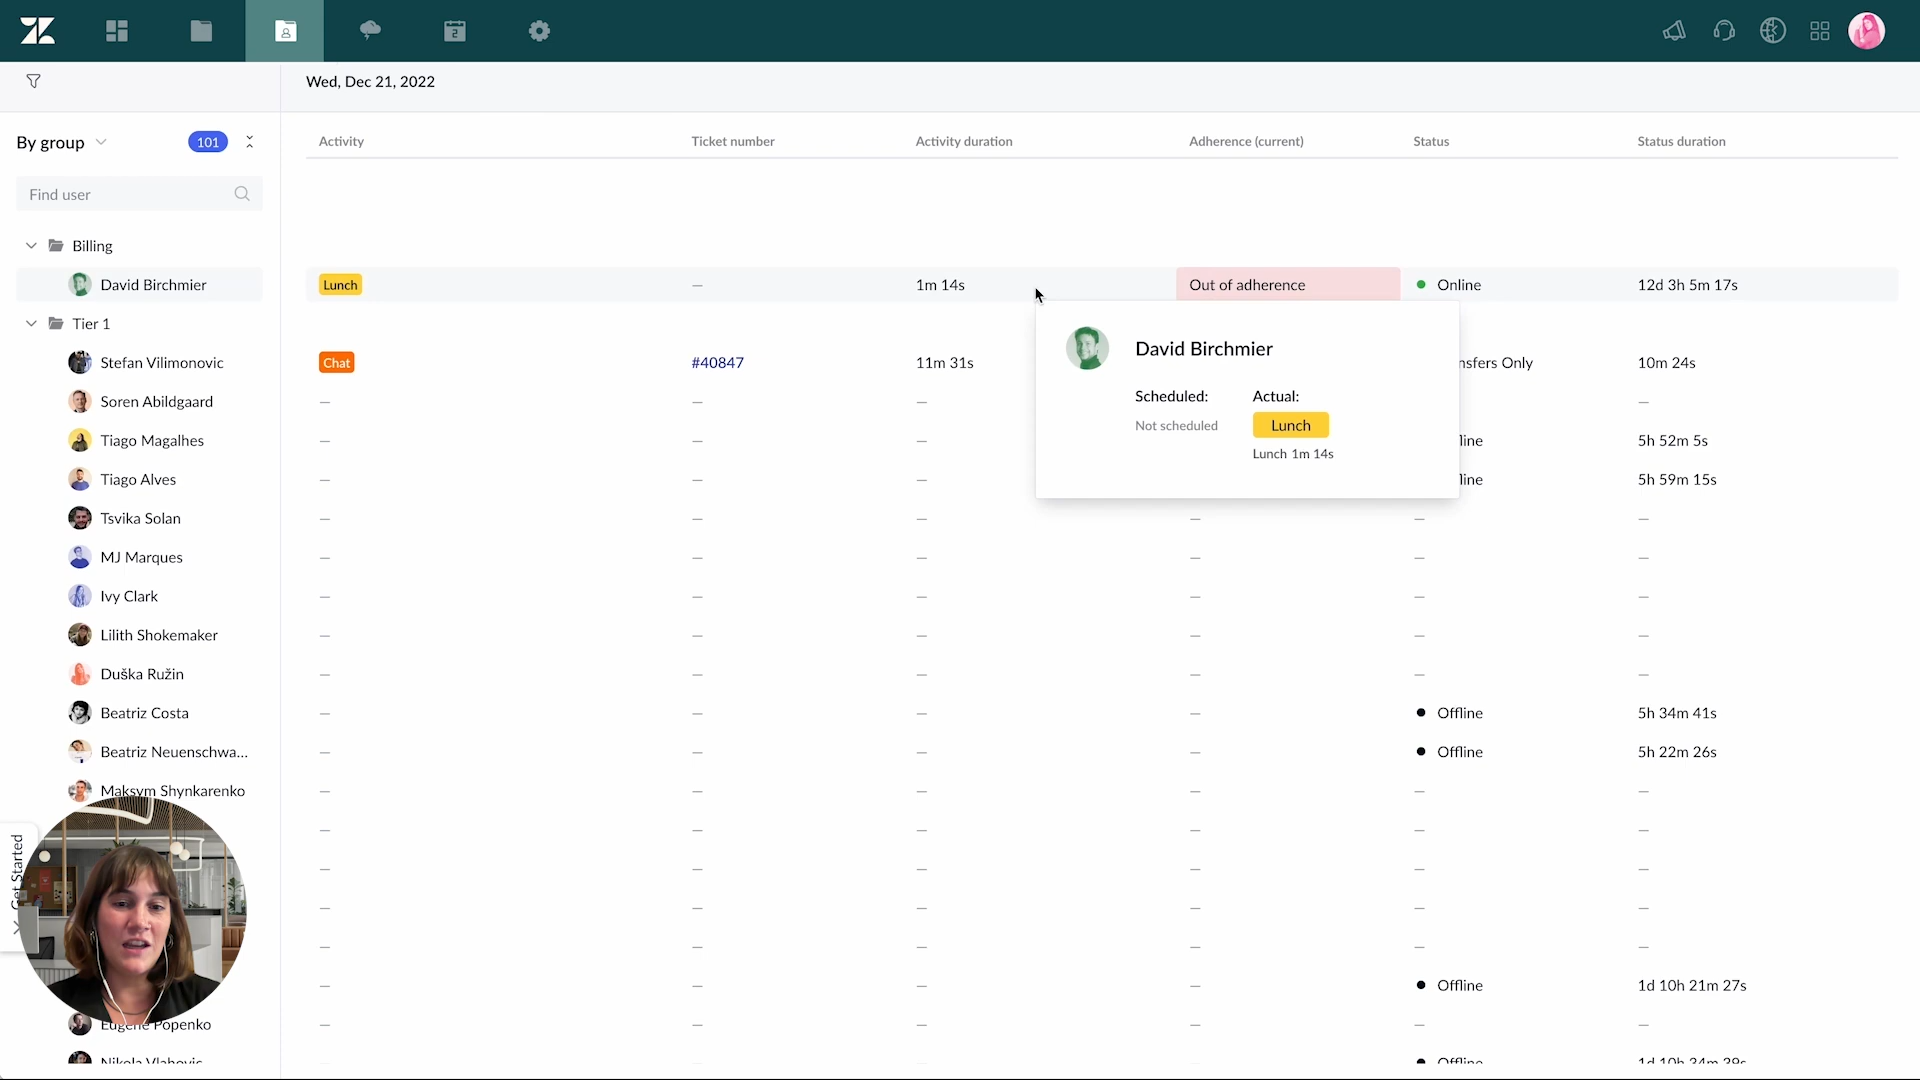 2
Wed, Dec 21, 2022
By group
101
Activity
Ticket number
Activity duration
Adherence (current)
Status
Status duration
Find user
Billing
David Birchmier
Lunch
—
1m 14s
Out of adherence
Online
12d 3h 5m 17s
Tier 1
David Birchmier
Scheduled:
Actual:
Not scheduled
Lunch
Lunch 1m 14s
Stefan Vilimonovic
Chat
#40847
11m 31s
nsfers Only
10m 24s
Soren Abildgaard
— — — —
Tiago Magalhes
— — —
line
5h 52m 5s
Tiago Alves
— — —
line
5h 59m 15s
Tsvika Solan
— — — — — —
MJ Marques
— — — — — —
Ivy Clark
— — — — — —
Lilith Shokemaker
— — — — — —
Duška Ružin
— — — — — —
Beatriz Costa
— — — —
Offline
5h 34m 41s
Beatriz Neuenschwa...
— — — —
Offline
5h 22m 26s
Maksym Shynkarenko
— — — — — —
— — — — — —
— — — — — —
— — — — — —
— — — — — —
Get Started
— — — —
Offline
1d 10h 21m 27s
Eugene Popenko
— — — — — —
Nikola Vlahovic
Offline
1d 10h 34m 39s